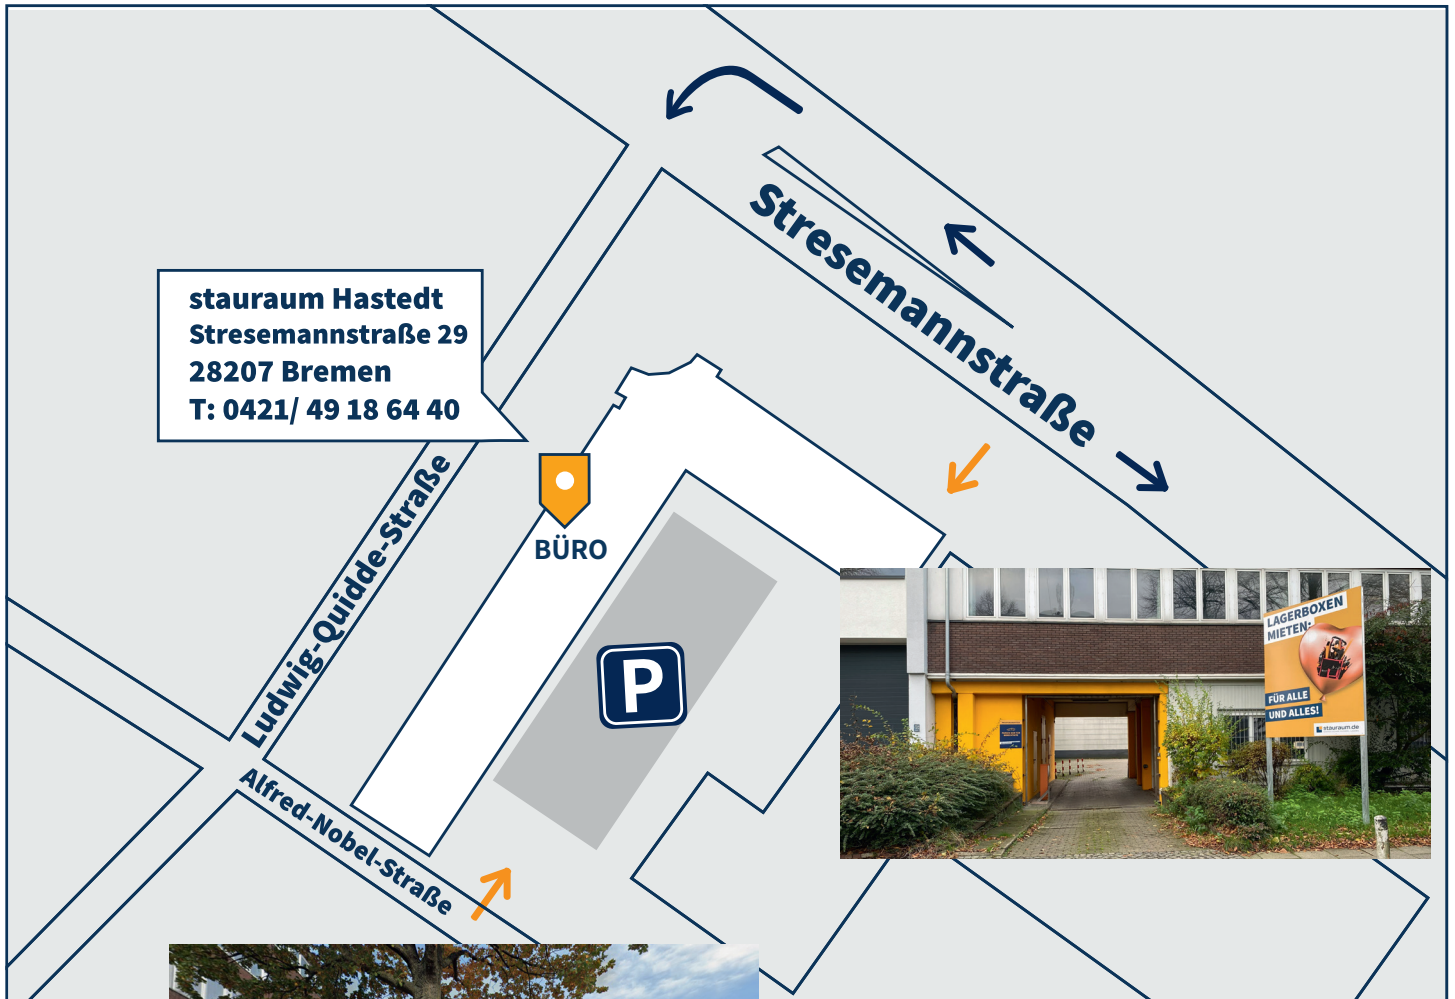 Stresemannstraße
stauraum Hastedt
Stresemannstraße 29
28207 Bremen
T: 0421/ 49 18 64 40
Ludwig-Quidde-Straße
BÜRO
P
Alfred-Nobel-Straße
LAGERBOXEN
MIETEN:
FÜR ALLE
UND ALLES!
stauraum.de